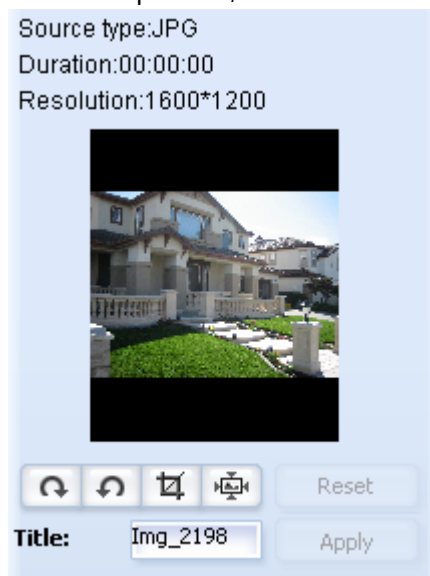 Source type:JPG
Duration:00:00:00
Resolution:1600*1200
Reset
Title: Img_2198 Apply